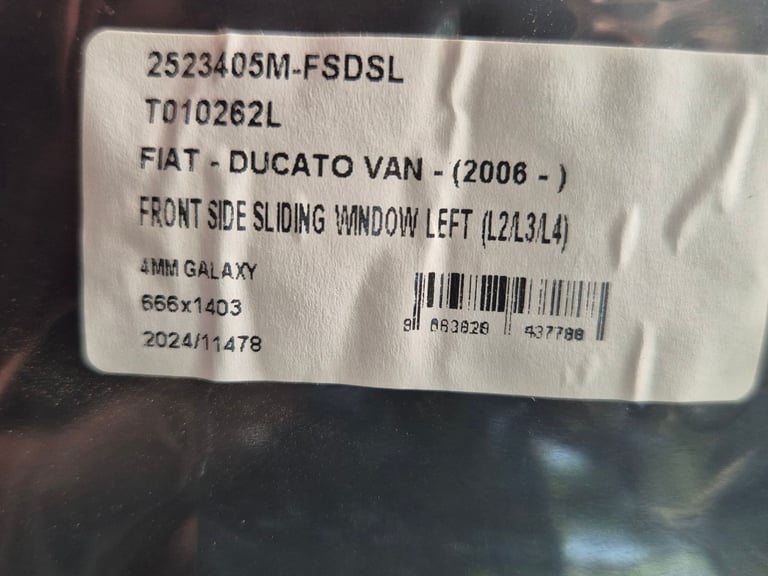 2523405M-FSDSL
T010262L
FIAT - DUCATO VAN - (2006 - )
FRONT SIDE SLIDING WINDOW LEFT (L2/L3/L4)
4MM GALAXY
666x1403
2024/11478